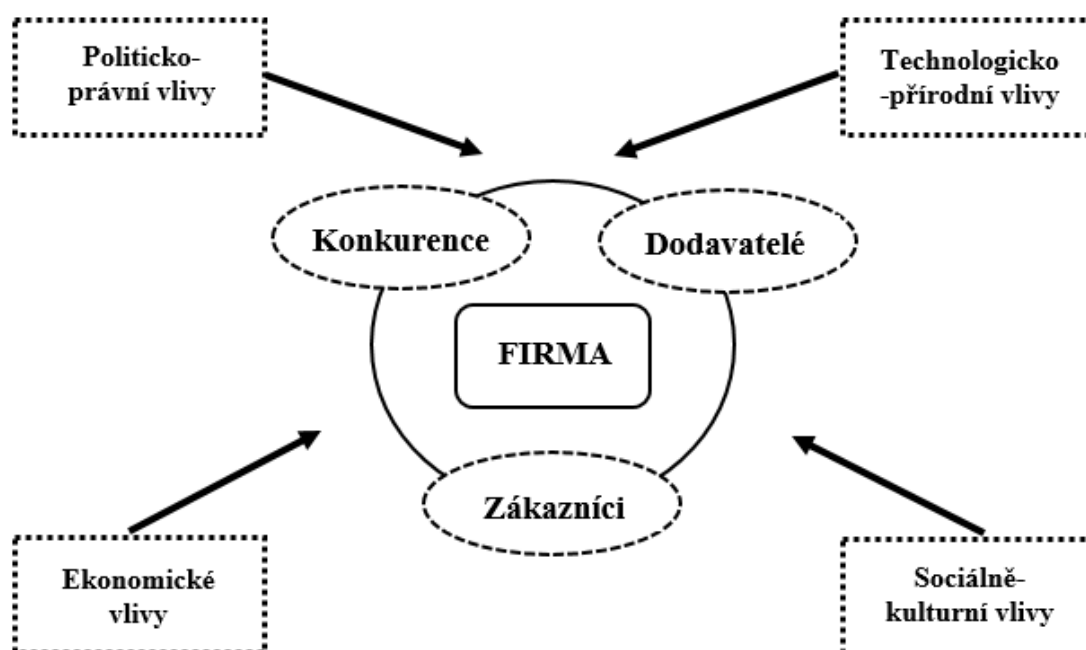 Politicko-
právní vlivy
Technologicko
-přírodní vlivy
Konkurence
Dodavatelé
FIRMA
Zákazníci
Ekonomické
vlivy
Sociálně-
kulturní vlivy